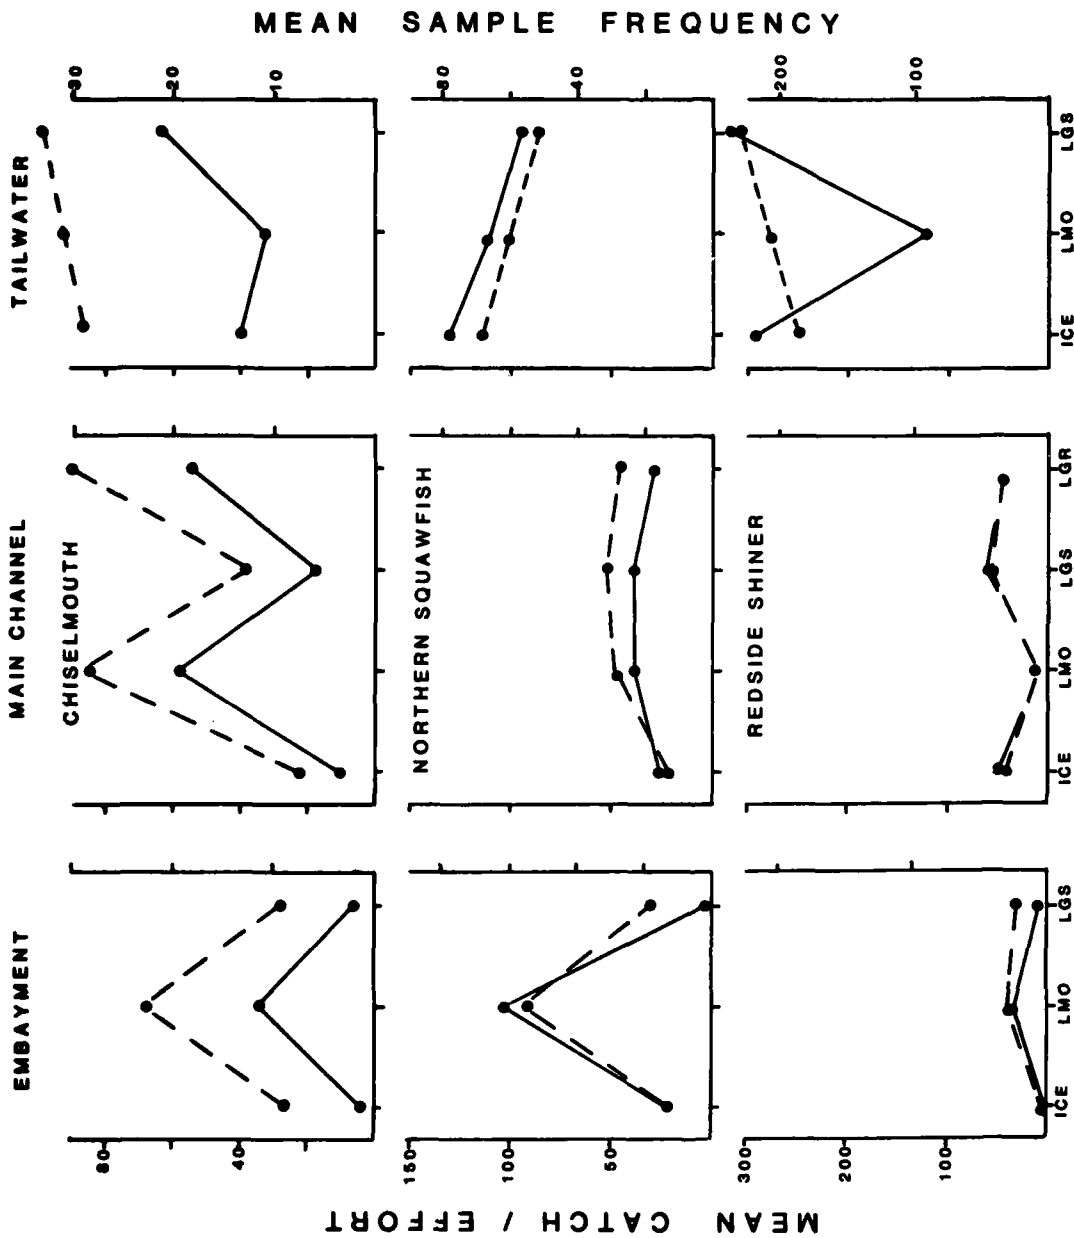 EMBAYMENT
MAIN CHANNEL
TAILWATER
MEAN CATCH / EFFORT
MEAN SAMPLE FREQUENCY
CHISELMOUTH
80
40
30
20
10
NORTHERN SQUAWFISH
150
100
50
80
40
REDSIDE SHINER
300
200
100
200
100
ICE LMO LGS
ICE LMO LGS LGR
ICE LMO LGS